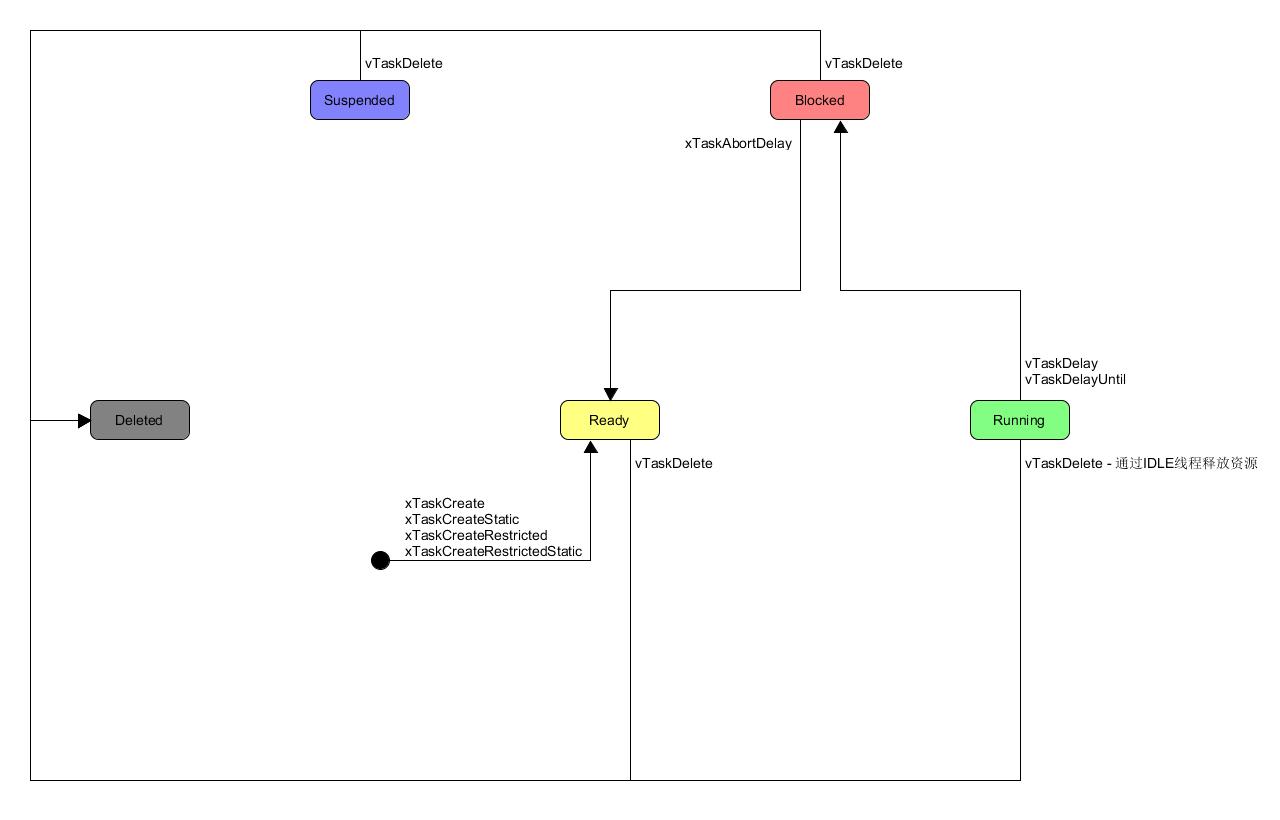 vTaskDelete
vTaskDelete
Suspended
Blocked
xTaskAbortDelay
vTaskDelay
vTaskDelayUntil
Deleted
Ready
Running
vTaskDelete
vTaskDelete - 通过IDLE线程释放资源
xTaskCreate
xTaskCreateStatic
xTaskCreateRestricted
xTaskCreateRestrictedStatic